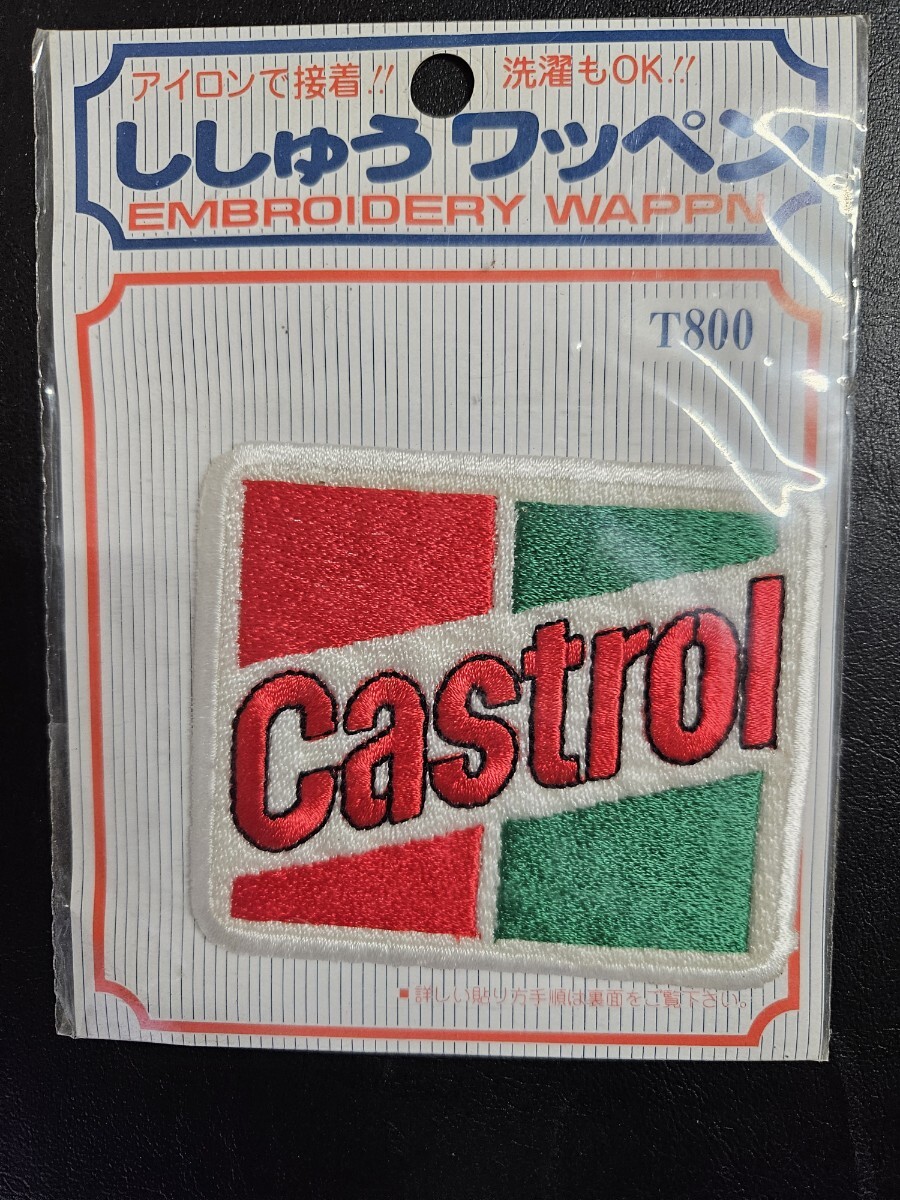 アイロンで接着!! 洗濯もOK!!
ししゅうワッペン
EMBROIDERY WAPPN
T800
Castrol
■詳しい貼り方手順は裏面をご覧下さい。